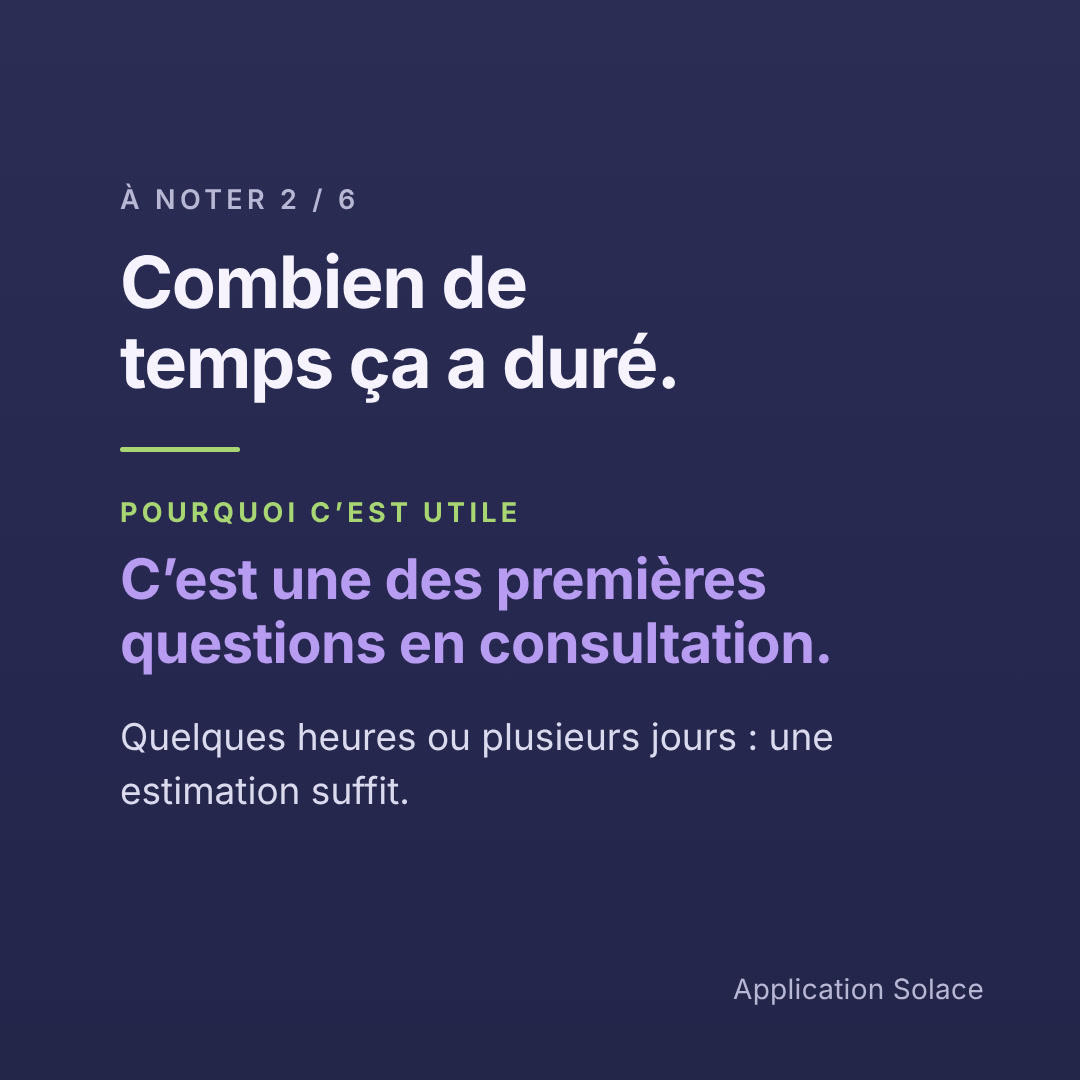 À NOTER 2 / 6
Combien de
temps ça a duré.
POURQUOI C’EST UTILE
C’est une des premières
questions en consultation.
Quelques heures ou plusieurs jours : une
estimation suffit.
Application Solace